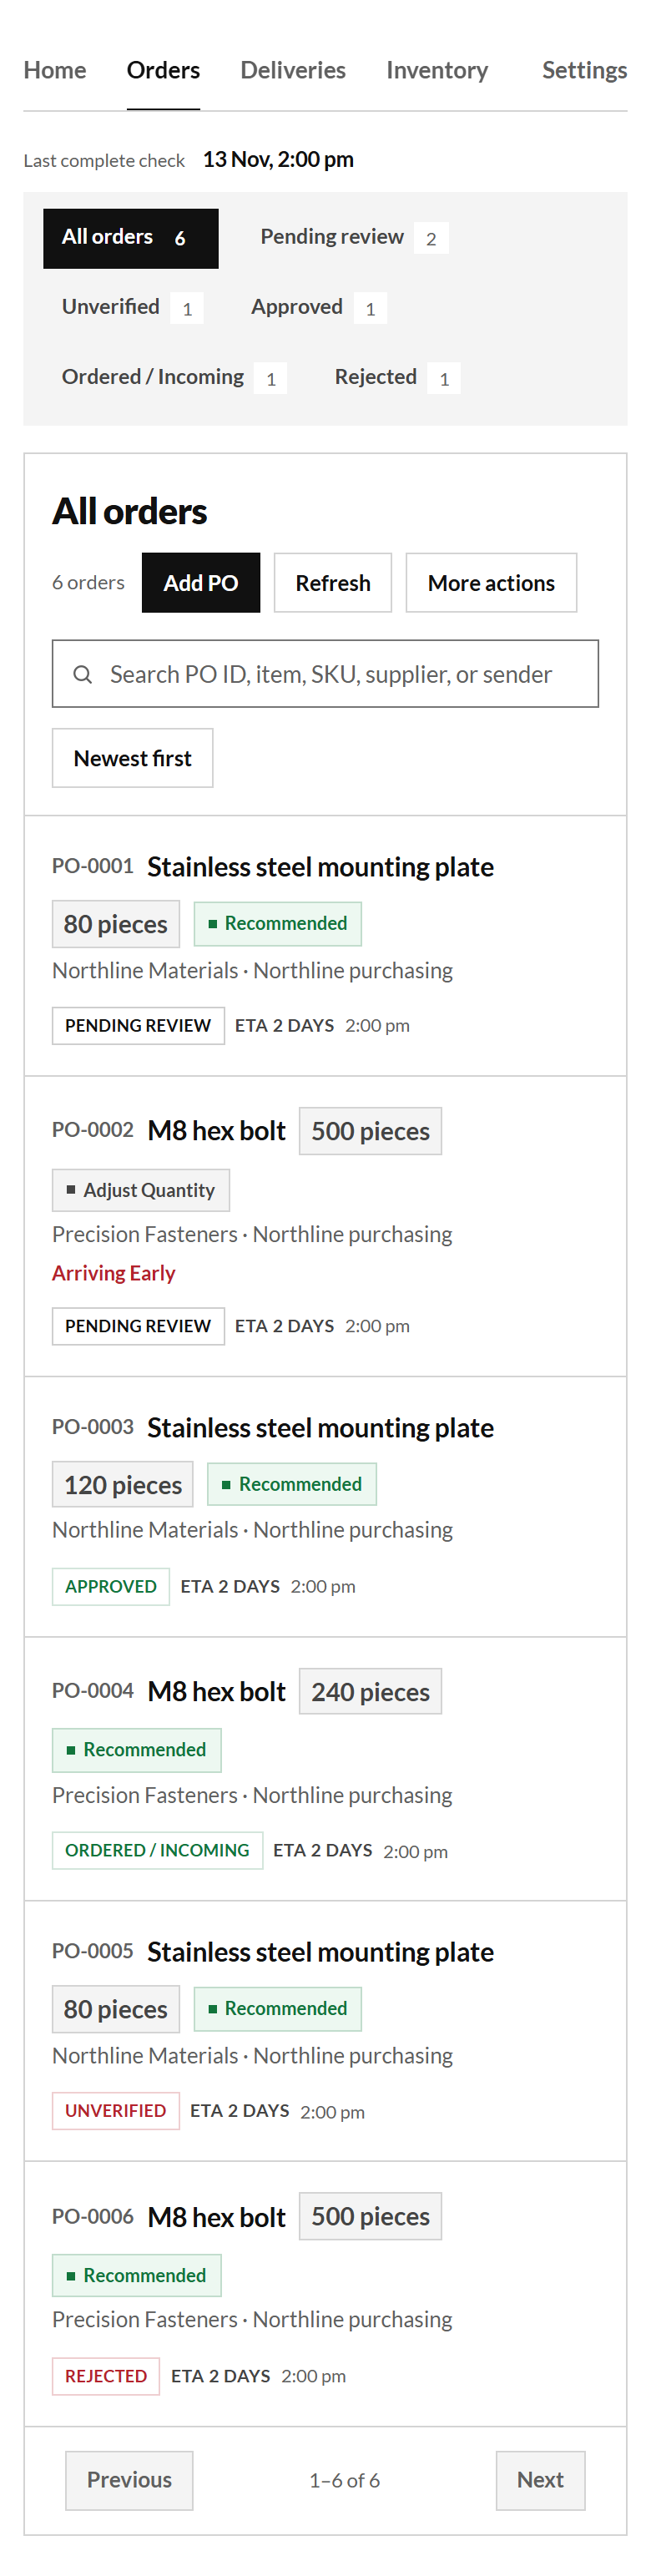 Home Orders Deliveries Inventory Settings
Last complete check 13 Nov, 2:00 pm
All orders 6 Pending review 2
Unverified 1 Approved 1
Ordered / Incoming 1 Rejected 1
All orders
6 orders Add PO Refresh More actions
Search PO ID, item, SKU, supplier, or sender
Newest first
PO-0001 Stainless steel mounting plate
80 pieces Recommended
Northline Materials · Northline purchasing
PENDING REVIEW ETA 2 DAYS 2:00 pm
PO-0002 M8 hex bolt 500 pieces
Adjust Quantity
Precision Fasteners · Northline purchasing
Arriving Early
PENDING REVIEW ETA 2 DAYS 2:00 pm
PO-0003 Stainless steel mounting plate
120 pieces Recommended
Northline Materials · Northline purchasing
APPROVED ETA 2 DAYS 2:00 pm
PO-0004 M8 hex bolt 240 pieces
Recommended
Precision Fasteners · Northline purchasing
ORDERED / INCOMING ETA 2 DAYS 2:00 pm
PO-0005 Stainless steel mounting plate
80 pieces Recommended
Northline Materials · Northline purchasing
UNVERIFIED ETA 2 DAYS 2:00 pm
PO-0006 M8 hex bolt 500 pieces
Recommended
Precision Fasteners · Northline purchasing
REJECTED ETA 2 DAYS 2:00 pm
Previous 1–6 of 6 Next